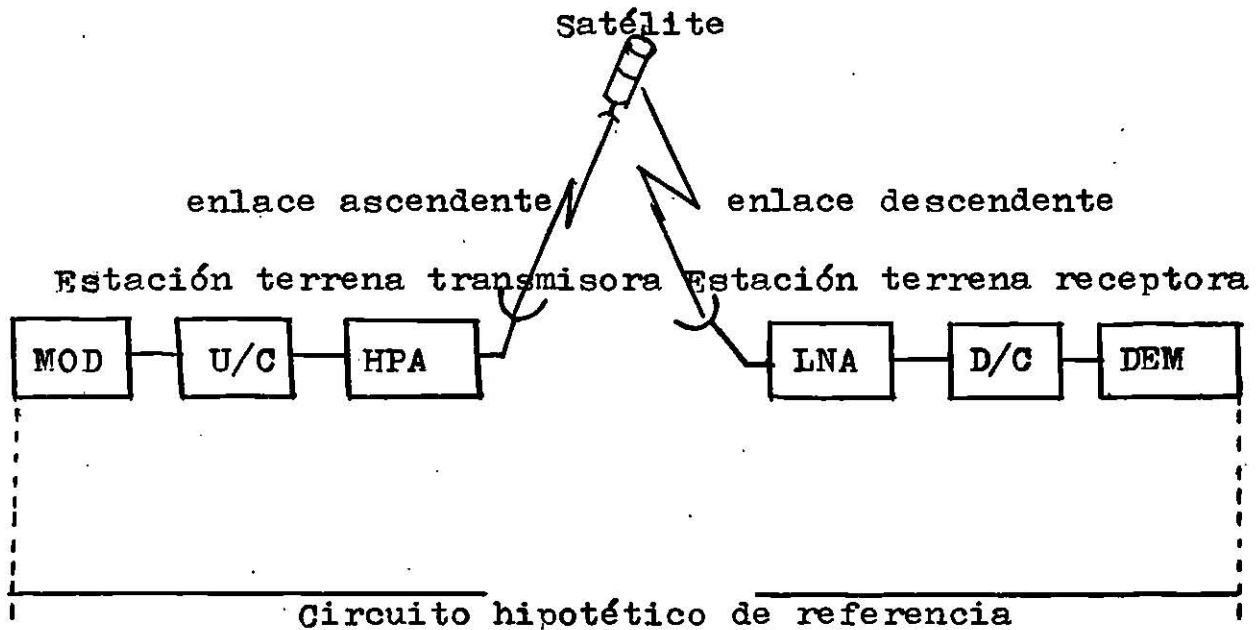 Satélite
enlace ascendente enlace descendente
Estación terrena transmisora Estación terrena receptora
MOD U/C HPA LNA D/C DEM
Circuito hipotético de referencia